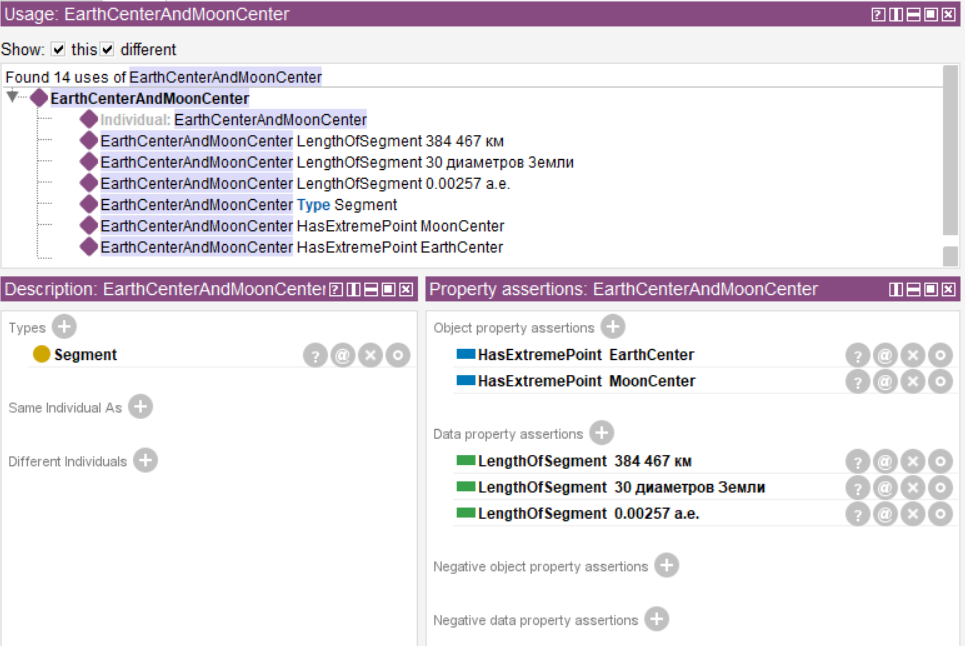 Usage: EarthCenterAndMoonCenter
Show: this different
Found 14 uses of EarthCenterAndMoonCenter
EarthCenterAndMoonCenter
Individual: EarthCenterAndMoonCenter
EarthCenterAndMoonCenter LengthOfSegment 384 467 км
EarthCenterAndMoonCenter LengthOfSegment 30 диаметров Земли
EarthCenterAndMoonCenter LengthOfSegment 0.00257 а.е.
EarthCenterAndMoonCenter Type Segment
EarthCenterAndMoonCenter HasExtremePoint MoonCenter
EarthCenterAndMoonCenter HasExtremePoint EarthCenter
Description: EarthCenterAndMoonCenter
Types
Segment
Same Individual As
Different Individuals
Property assertions: EarthCenterAndMoonCenter
Object property assertions
HasExtremePoint EarthCenter
HasExtremePoint MoonCenter
Data property assertions
LengthOfSegment 384 467 км
LengthOfSegment 30 диаметров Земли
LengthOfSegment 0.00257 а.е.
Negative object property assertions
Negative data property assertions